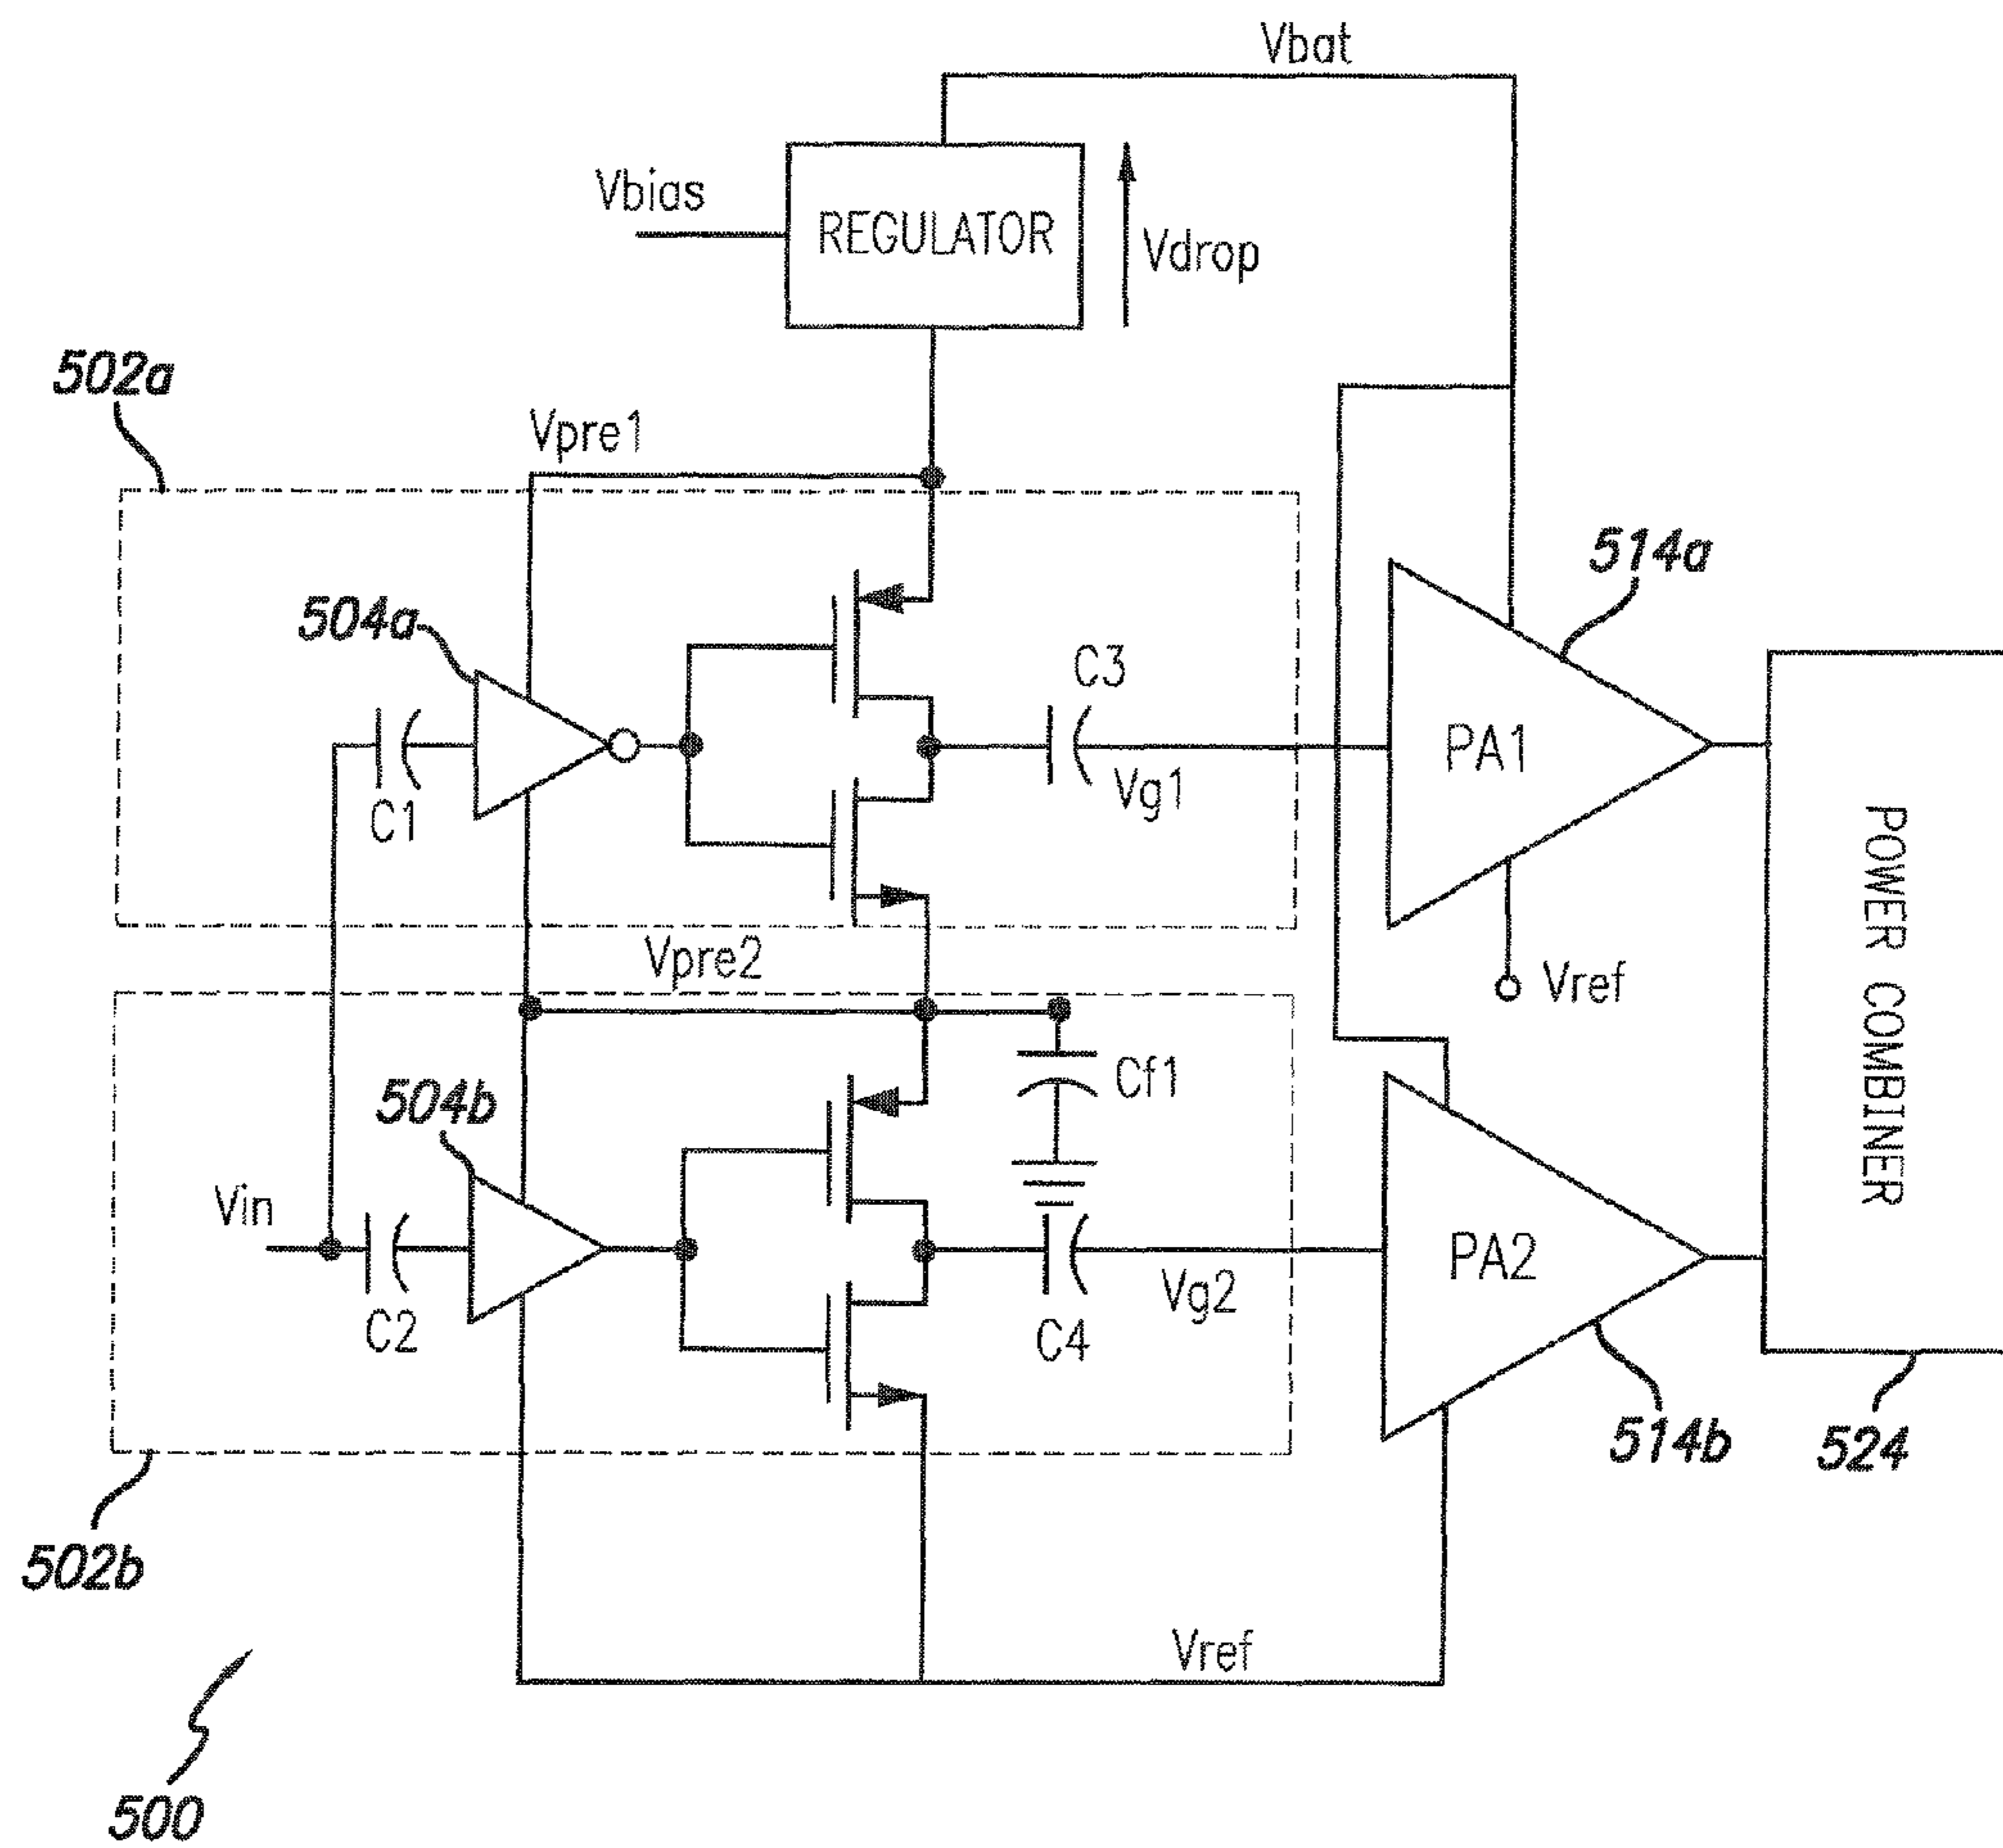 Vbat
Vbias
REGULATOR
Vdrop
502a
Vpre1
514a
504a
C3
PA1
C1
Vg1
Vpre2
Vref
POWER COMBINER
504b
Cf1
Vin
PA2
C2
Vg2
C4
514b
524
502b
Vref
500